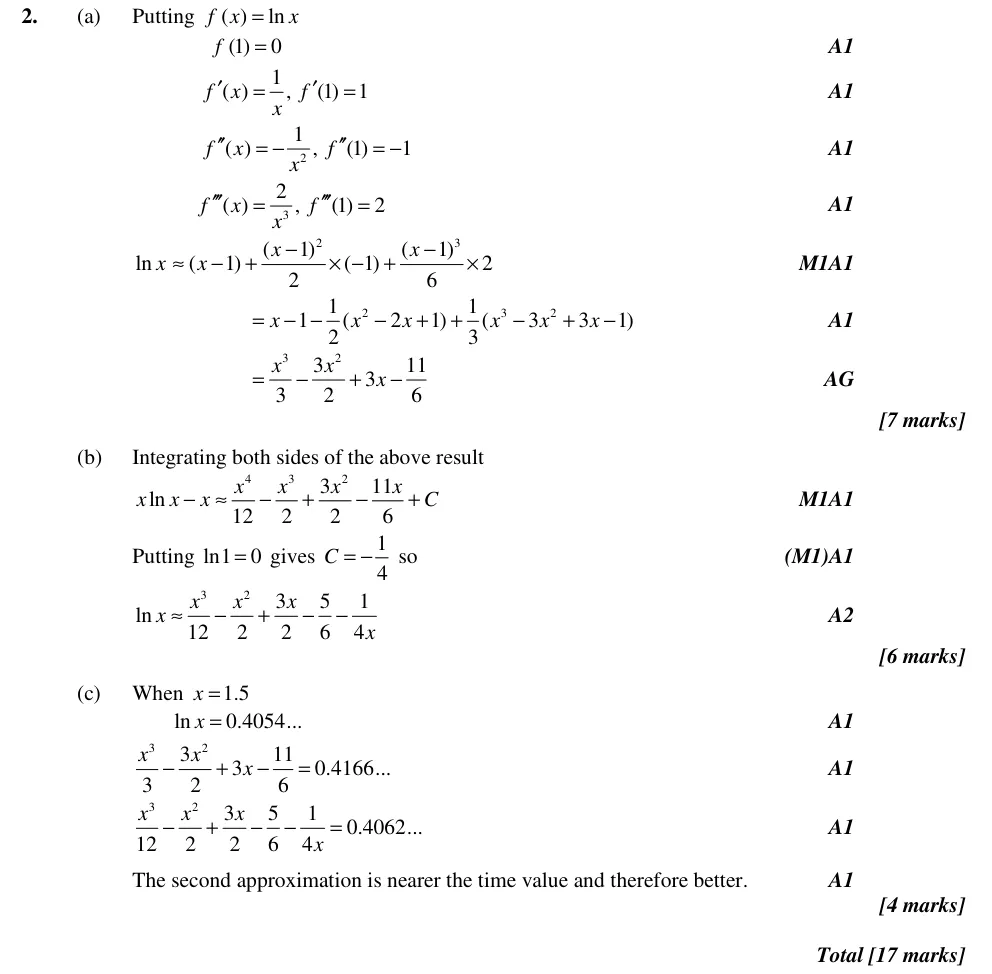 2. (a) Putting f (x) = ln x
f (1) = 0 A1
f′(x) = 1/x, f′(1) = 1 A1
f″(x) = −1/x², f″(1) = −1 A1
f‴(x) = 2/x³, f‴(1) = 2 A1
ln x ≈ (x−1) + (x−1)²/2 × (−1) + (x−1)³/6 × 2 M1A1
= x − 1 − 1/2(x² − 2x + 1) + 1/3(x³ − 3x² + 3x − 1) A1
= x³/3 − 3x²/2 + 3x − 11/6 AG
[7 marks]
(b) Integrating both sides of the above result
x ln x − x ≈ x⁴/12 − x³/2 + 3x²/2 − 11x/6 + C M1A1
Putting ln1 = 0 gives C = −1/4 so (M1)A1
ln x ≈ x³/12 − x²/2 + 3x/2 − 5/6 − 1/4x A2
[6 marks]
(c) When x = 1.5
ln x = 0.4054... A1
x³/3 − 3x²/2 + 3x − 11/6 = 0.4166... A1
x³/12 − x²/2 + 3x/2 − 5/6 − 1/4x = 0.4062... A1
The second approximation is nearer the time value and therefore better. A1
[4 marks]
Total [17 marks]